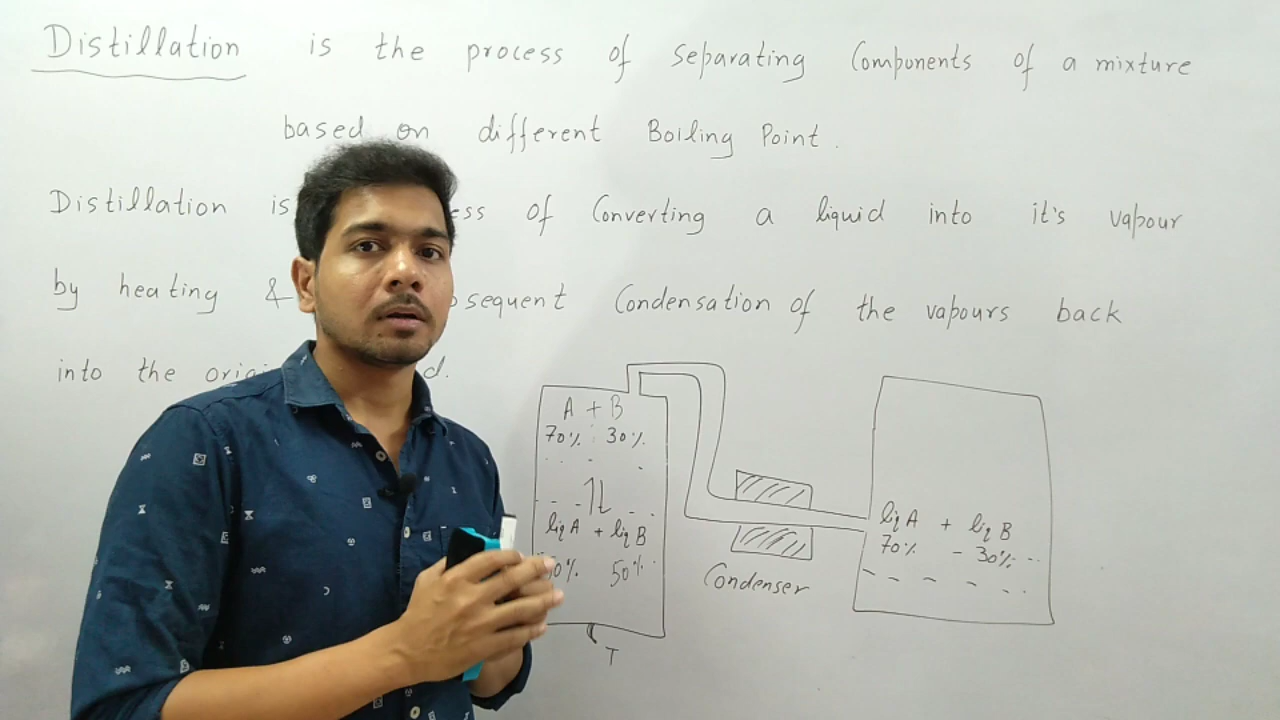 Distillation is the process of separating Components of a mixture
based on different Boiling Point.
Distillation is ess of Converting a liquid into it's vapour
by heating & sequent Condensation of the vapours back
into the d.
A + B
70% : 30%
liq A + liq B
0% 50%
T
Condenser
liq A + liq B
70% - 30%